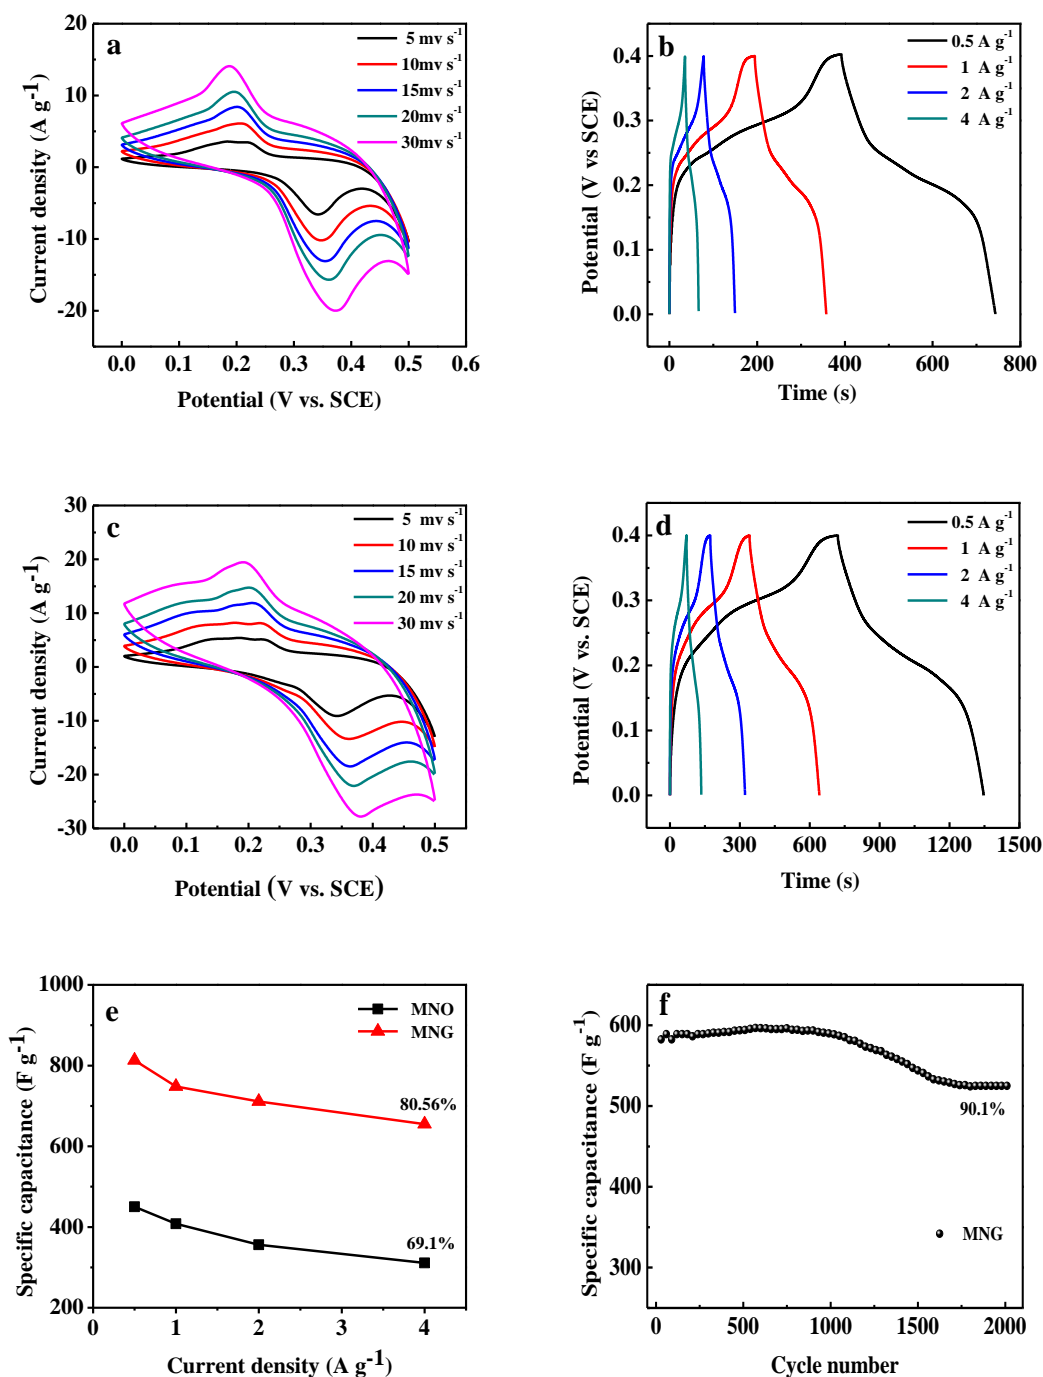 a
5 mv s-1
10mv s-1
15mv s-1
20mv s-1
30mv s-1
20
10
0
-10
-20
Current density (A g-1)
0.0 0.1 0.2 0.3 0.4 0.5 0.6
Potential (V vs. SCE)
b
0.5 A g-1
1 A g-1
2 A g-1
4 A g-1
0.4
0.3
0.2
0.1
0.0
Potential (V vs SCE)
0 200 400 600 800
Time (s)
c
5 mv s-1
10 mv s-1
15 mv s-1
20 mv s-1
30 mv s-1
30
20
10
0
-10
-20
-30
Current density (A g-1)
0.0 0.1 0.2 0.3 0.4 0.5
Potential (V vs. SCE)
d
0.5 A g-1
1 A g-1
2 A g-1
4 A g-1
0.4
0.3
0.2
0.1
0.0
Potential (V vs. SCE)
0 300 600 900 1200 1500
Time (s)
e
MNO
MNG
80.56%
69.1%
1000
800
600
400
200
Specific capacitance (F g-1)
0 1 2 3 4
Current density (A g-1)
f
90.1%
MNG
600
500
400
300
Specific capacitance (F g-1)
0 500 1000 1500 2000
Cycle number